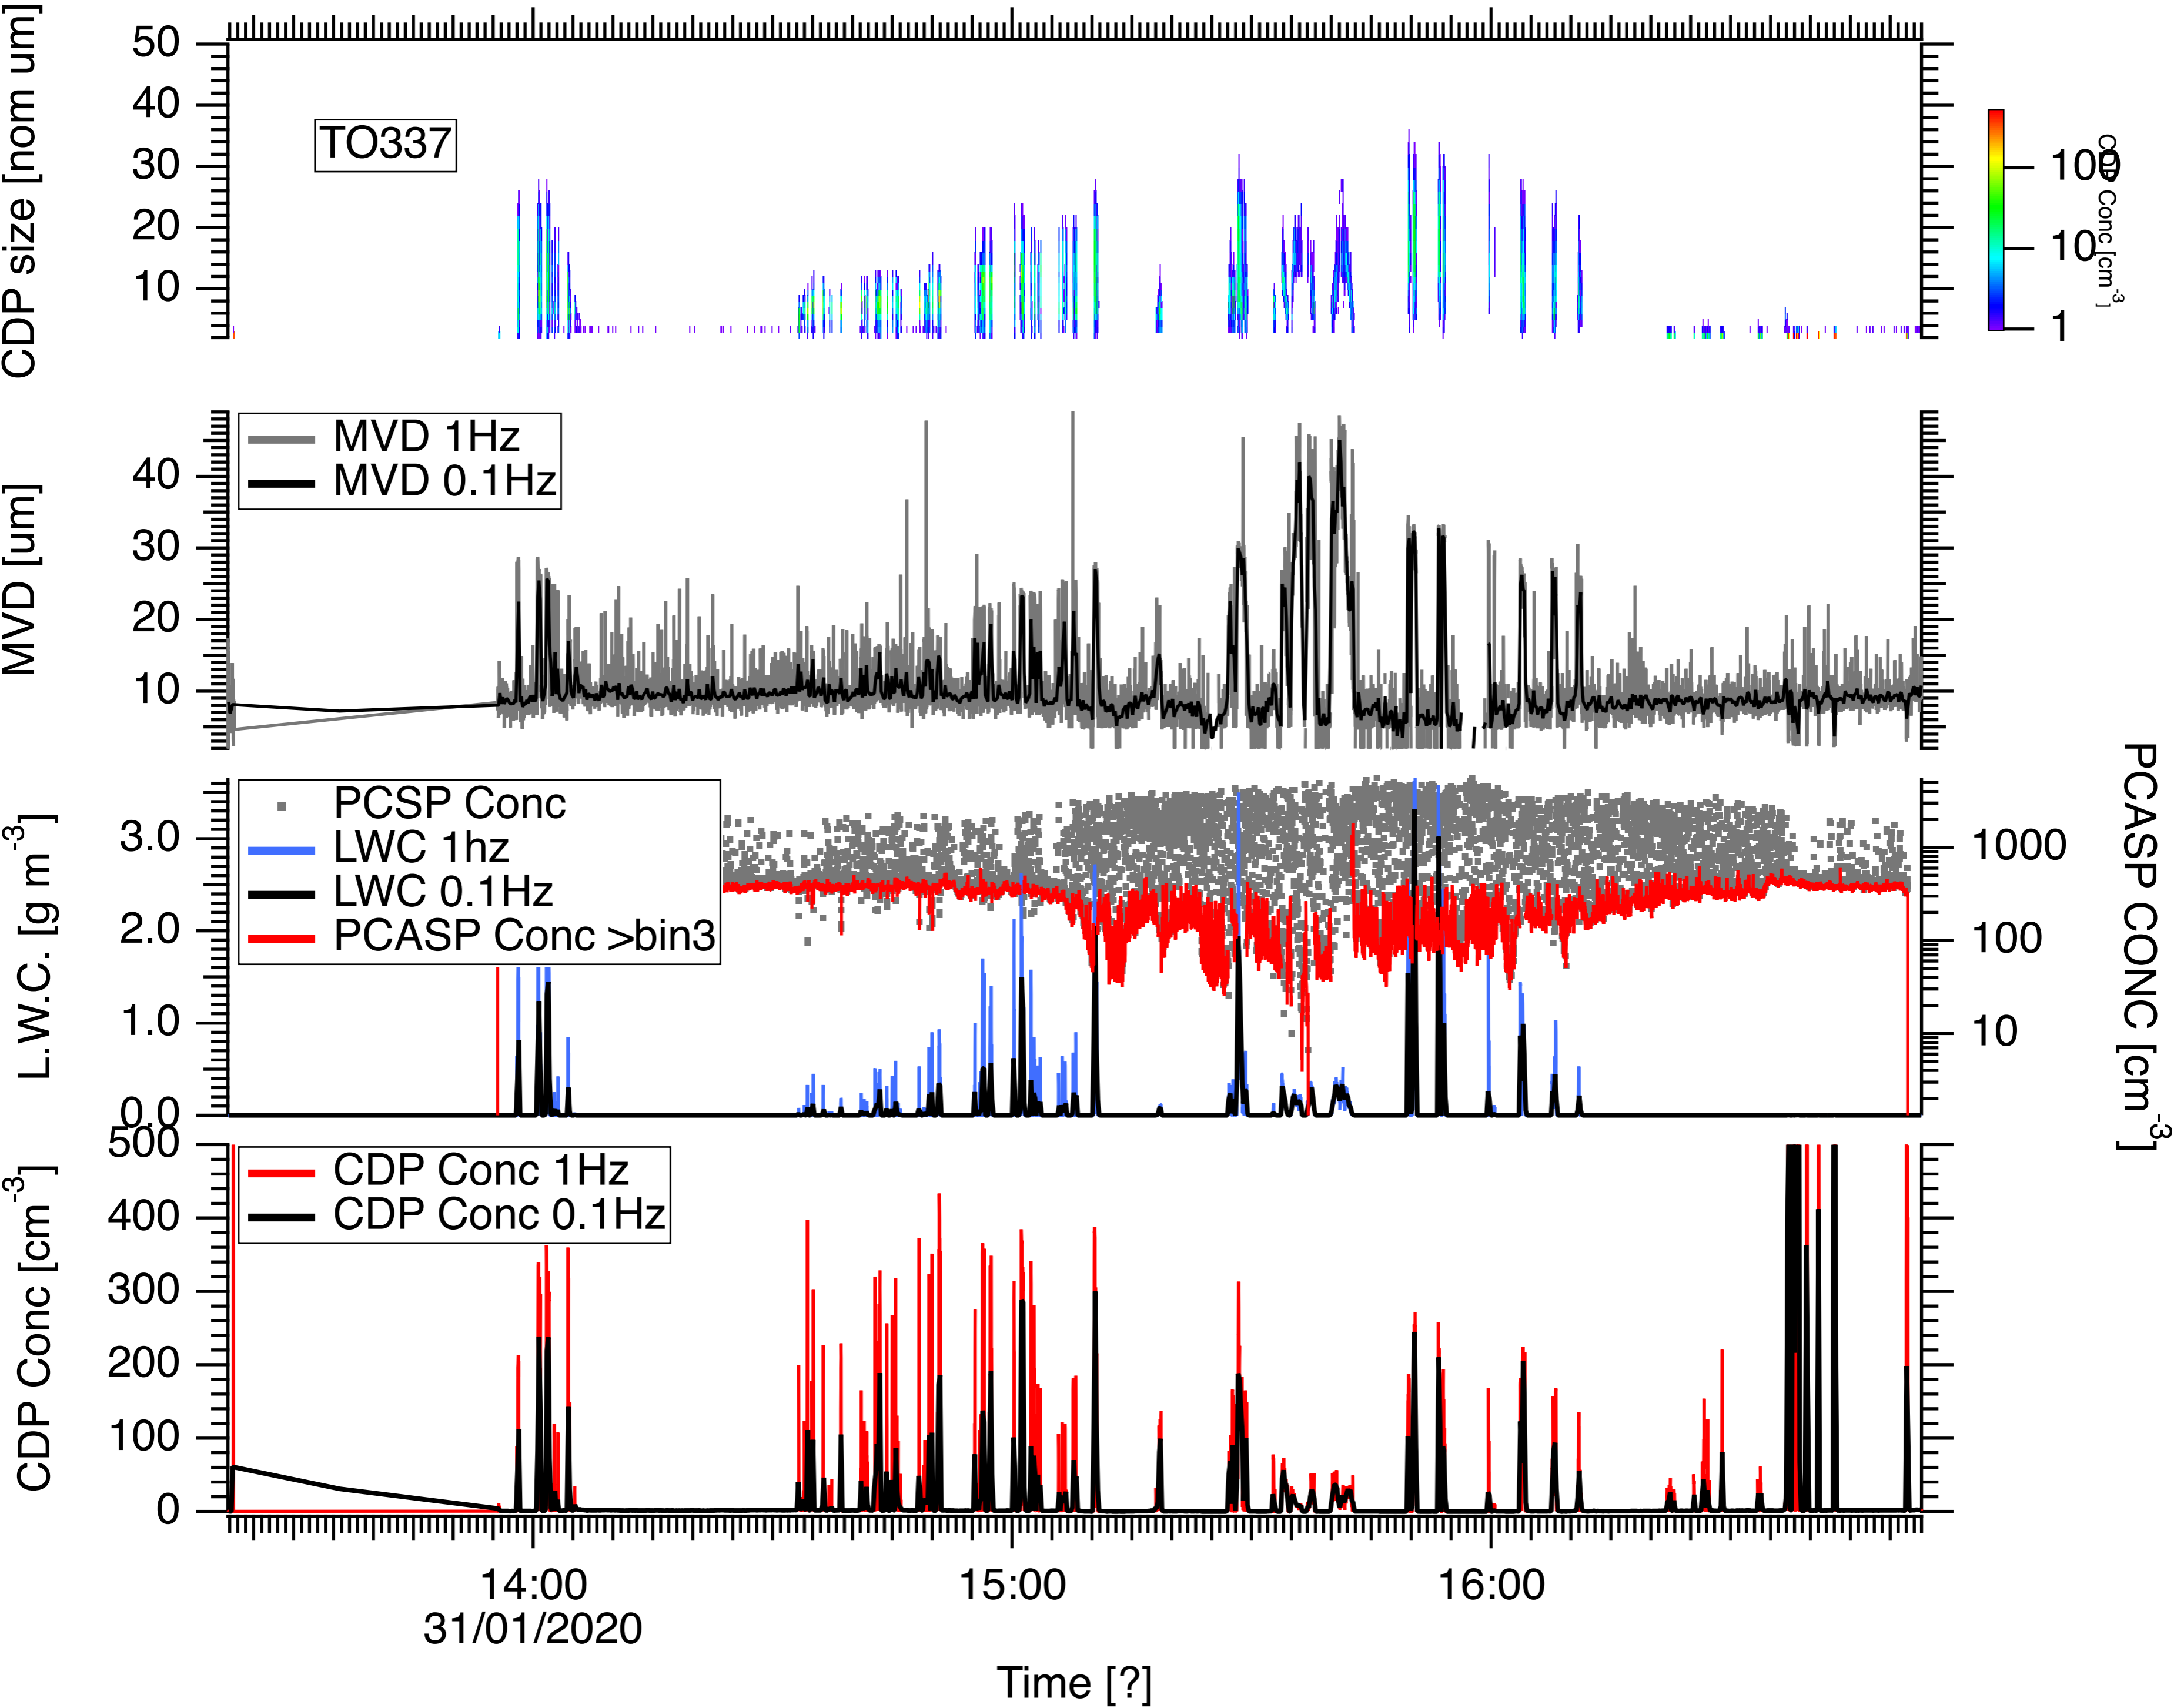 CDP size [nom um]
50
40
30
20
10
TO337
100
10
1
CDP Conc [cm-3]
MVD [um]
40
30
20
10
MVD 1Hz
MVD 0.1Hz
L.W.C. [g m-3]
3.0
2.0
1.0
0.0
PCSP Conc
LWC 1hz
LWC 0.1Hz
PCASP Conc >bin3
1000
100
10
PCASP CONC [cm-3]
CDP Conc [cm-3]
500
400
300
200
100
0
CDP Conc 1Hz
CDP Conc 0.1Hz
14:00
15:00
16:00
31/01/2020
Time [?]